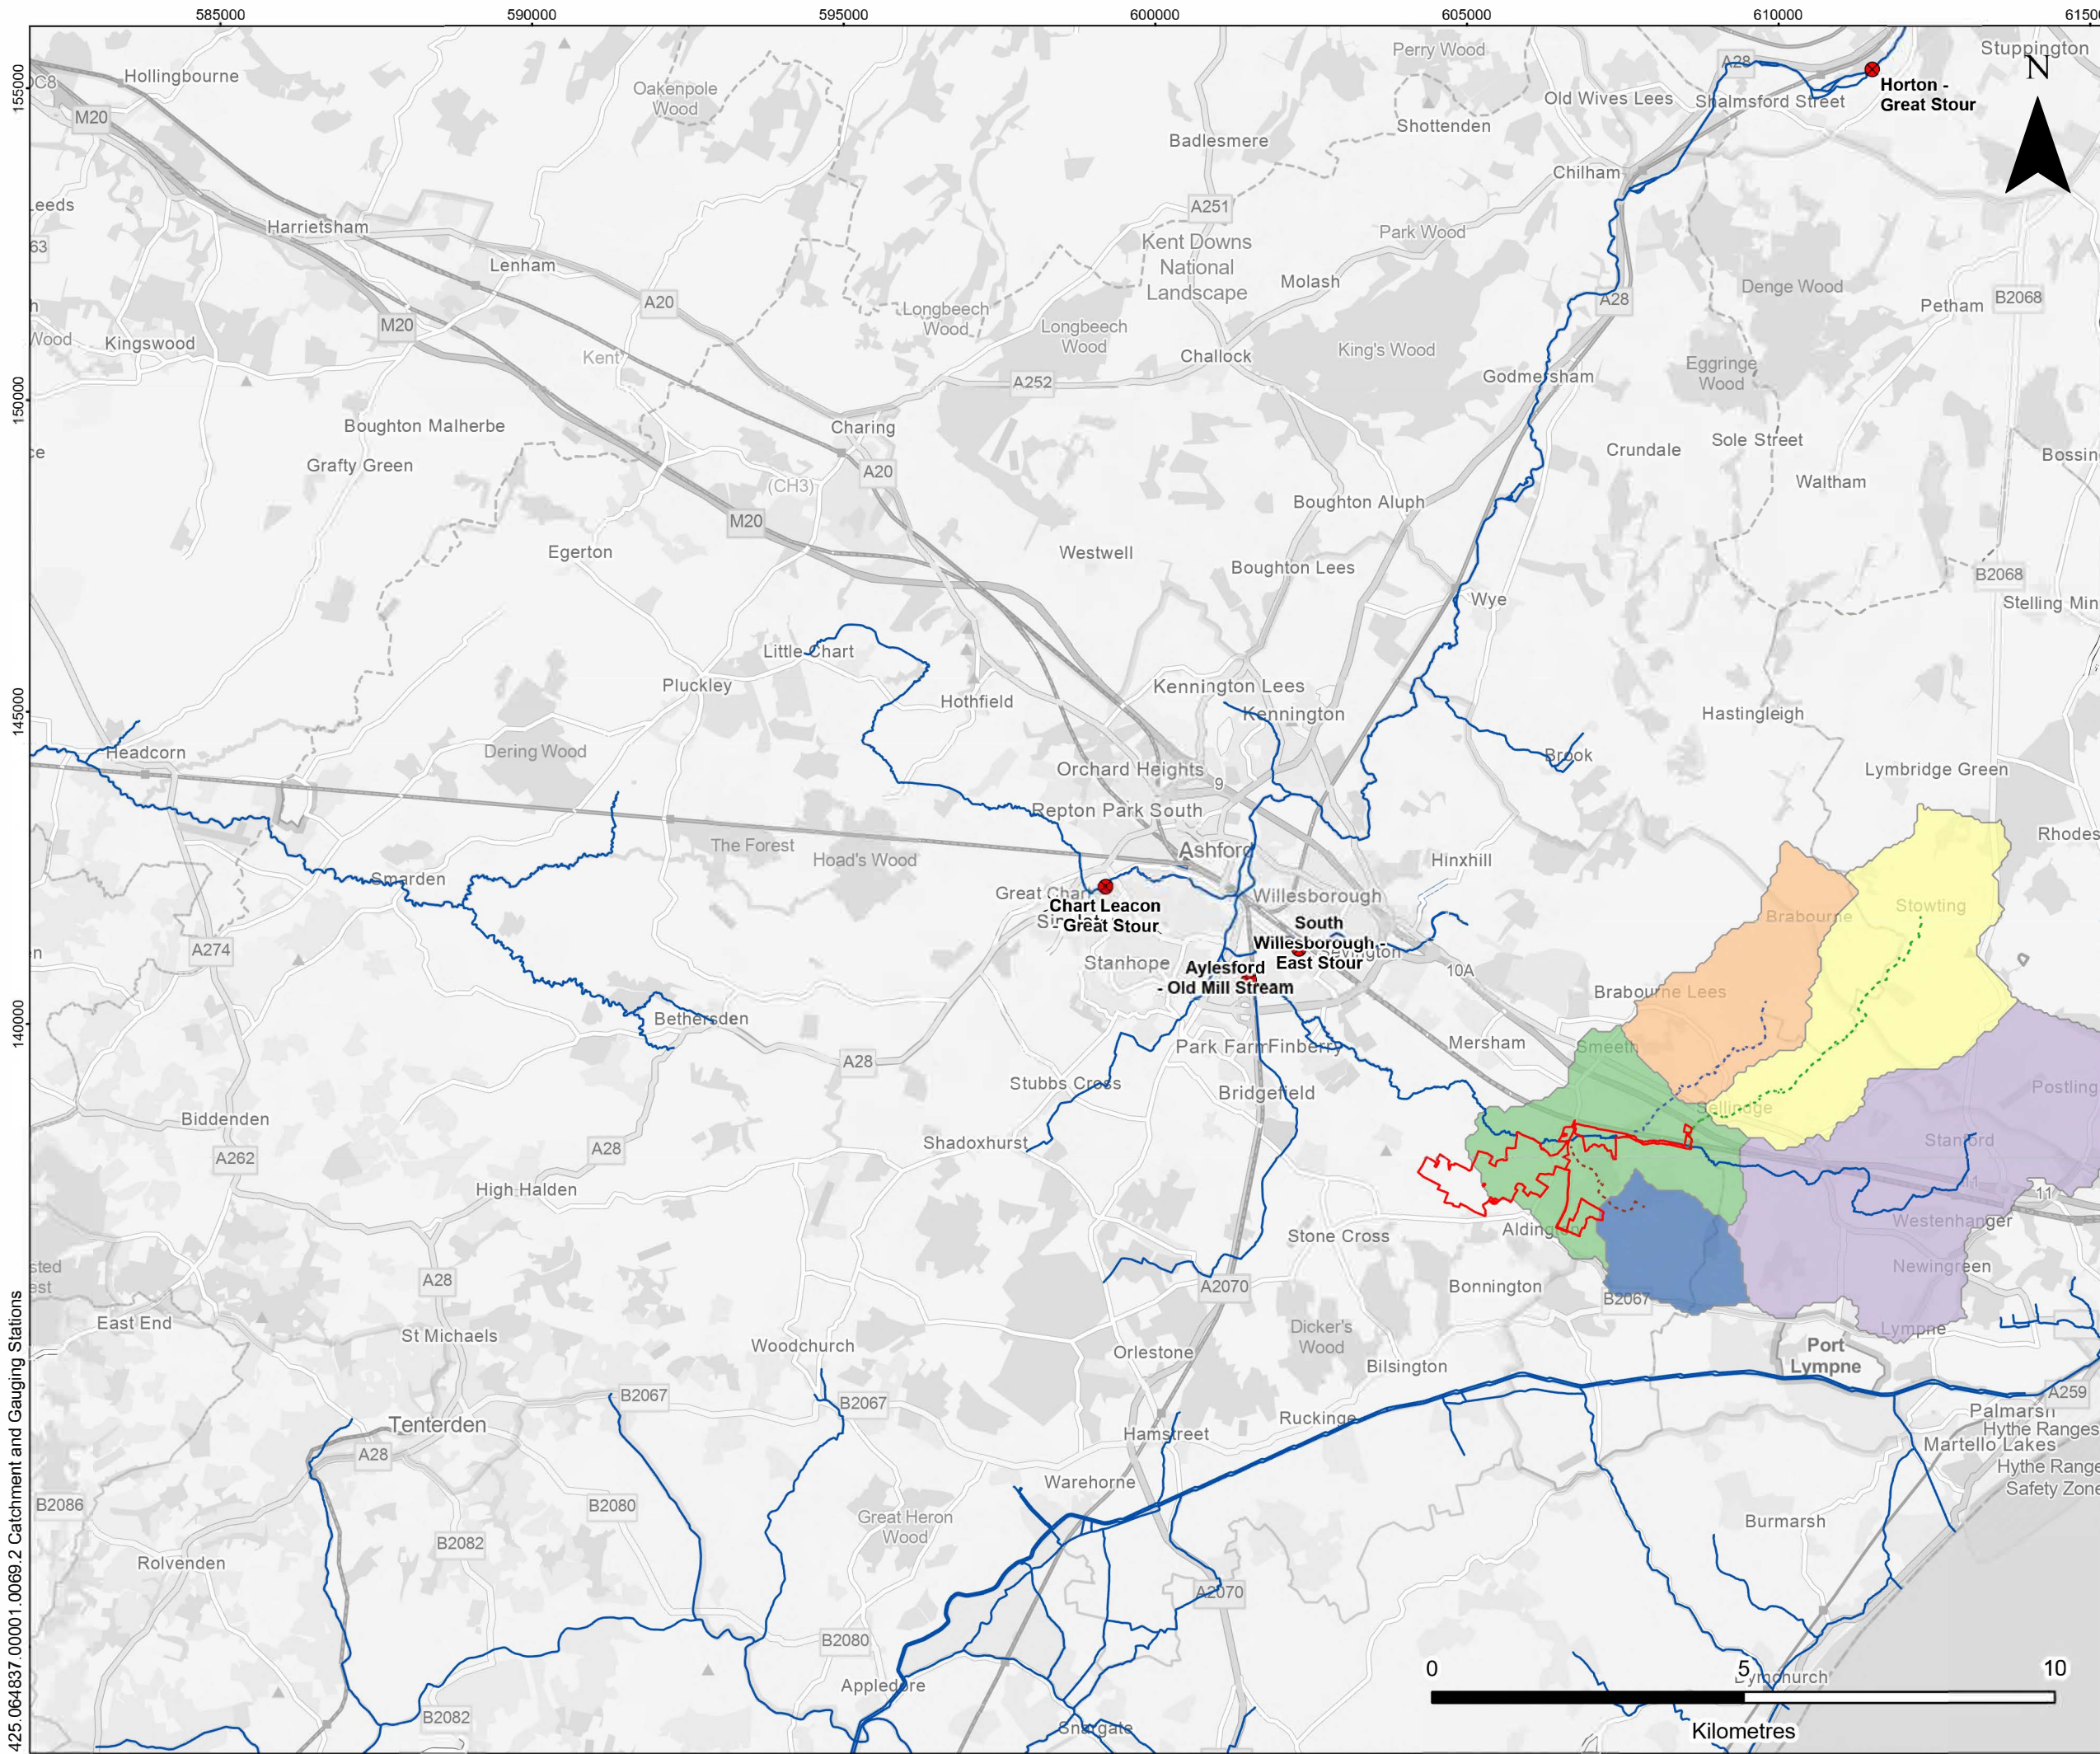 585000
590000
595000
600000
605000
610000
155000
150000
145000
140000
Stuppington
N
Hollingbourne
Perry Wood
A28
Horton -
Great Stour
Oakenpole
Wood
Old Wives Lees
Shalmsford Street
M20
Shottenden
Badlesmere
Chilham
A251
Harrietsham
Park Wood
Kent Downs
National
Landscape
Lenham
Molash
Denge Wood
A20
A28
Petham
B2068
Longbeech
Wood
Longbeech
Wood
M20
Kingswood
Kent
Challock
King's Wood
Eggringe
Wood
A252
Godmersham
Boughton Malherbe
Charing
Sole Street
Crundale
Grafty Green
A20
(CH3)
Waltham
Boughton Aluph
M20
Egerton
Westwell
Boughton Lees
B2068
Wye
Little Chart
Pluckley
Kennington Lees
Hothfield
Kennington
Hastingleigh
Headcorn
Dering Wood
Brook
Orchard Heights
9
Lymbridge Green
Repton Park South
The Forest
Hoad's Wood
Ashford
Hinxhill
Smarden
Great
Willesborough
Chart Leacon
Great Stour
Brabourne
Stowting
South
Willesborough -
East Stour
A274
Stanhope
Aylesford
- Old Mill Stream
10A
Brabourne Lees
Bethersden
Park Farm
Finberry
Mersham
Smeeth
A28
Stubbs Cross
Bridgefield
Postling
Sellindge
Biddenden
Shadoxhurst
Stanford
A28
A262
High Halden
11
11
Aldington
Westenhanger
Stone Cross
Newingreen
A28
A2070
Bonnington
B2067
East End
St Michaels
Woodchurch
Dicker's
Wood
Lympne
Orlestone
Port
Lympne
Bilsington
B2067
B2067
A259
Tenterden
Ruckinge
Palmarsh
Hythe Ranges
Hamstreet
A28
Martello Lakes
Warehorne
B2086
B2080
Great Heron
Wood
Burmarsh
B2082
Rolvenden
A2070
B2080
0
5
10
Appledore
Dymchurch
B2082
Snargate
Kilometres
425.064837.00001.0069.2 Catchment and Gauging Stations